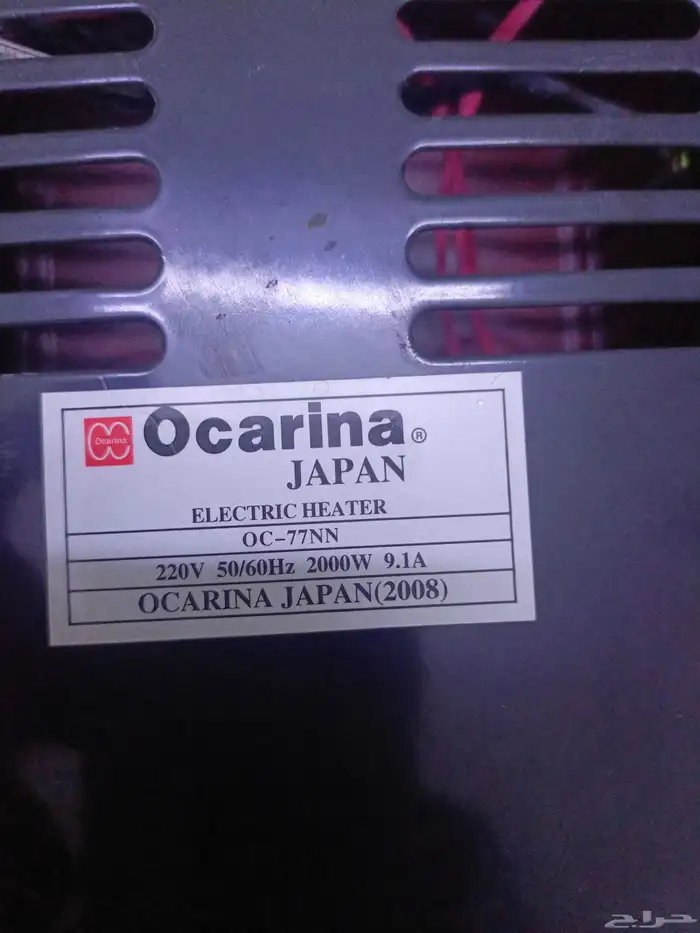 Ocarina
Ocarina®
JAPAN
ELECTRIC HEATER
OC-77NN
220V 50/60Hz 2000W 9.1A
OCARINA JAPAN(2008)
حراج